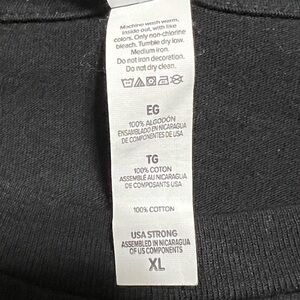 Machine wash warm,
inside out, with like
colors. Only non-chlorine
bleach. Tumble dry low.
Medium iron.
Do not iron decoration.
Do not dry clean.
EG
100% ALGODÓN
ENSAMBLADO EN NICARAGUA
DE COMPONENTES DE USA
TG
100% COTON
ASSEMBLÉ AU NICARAGUA
DE COMPOSANTS USA
100% COTTON
USA STRONG
ASSEMBLED IN NICARAGUA
OF US COMPONENTS
XL